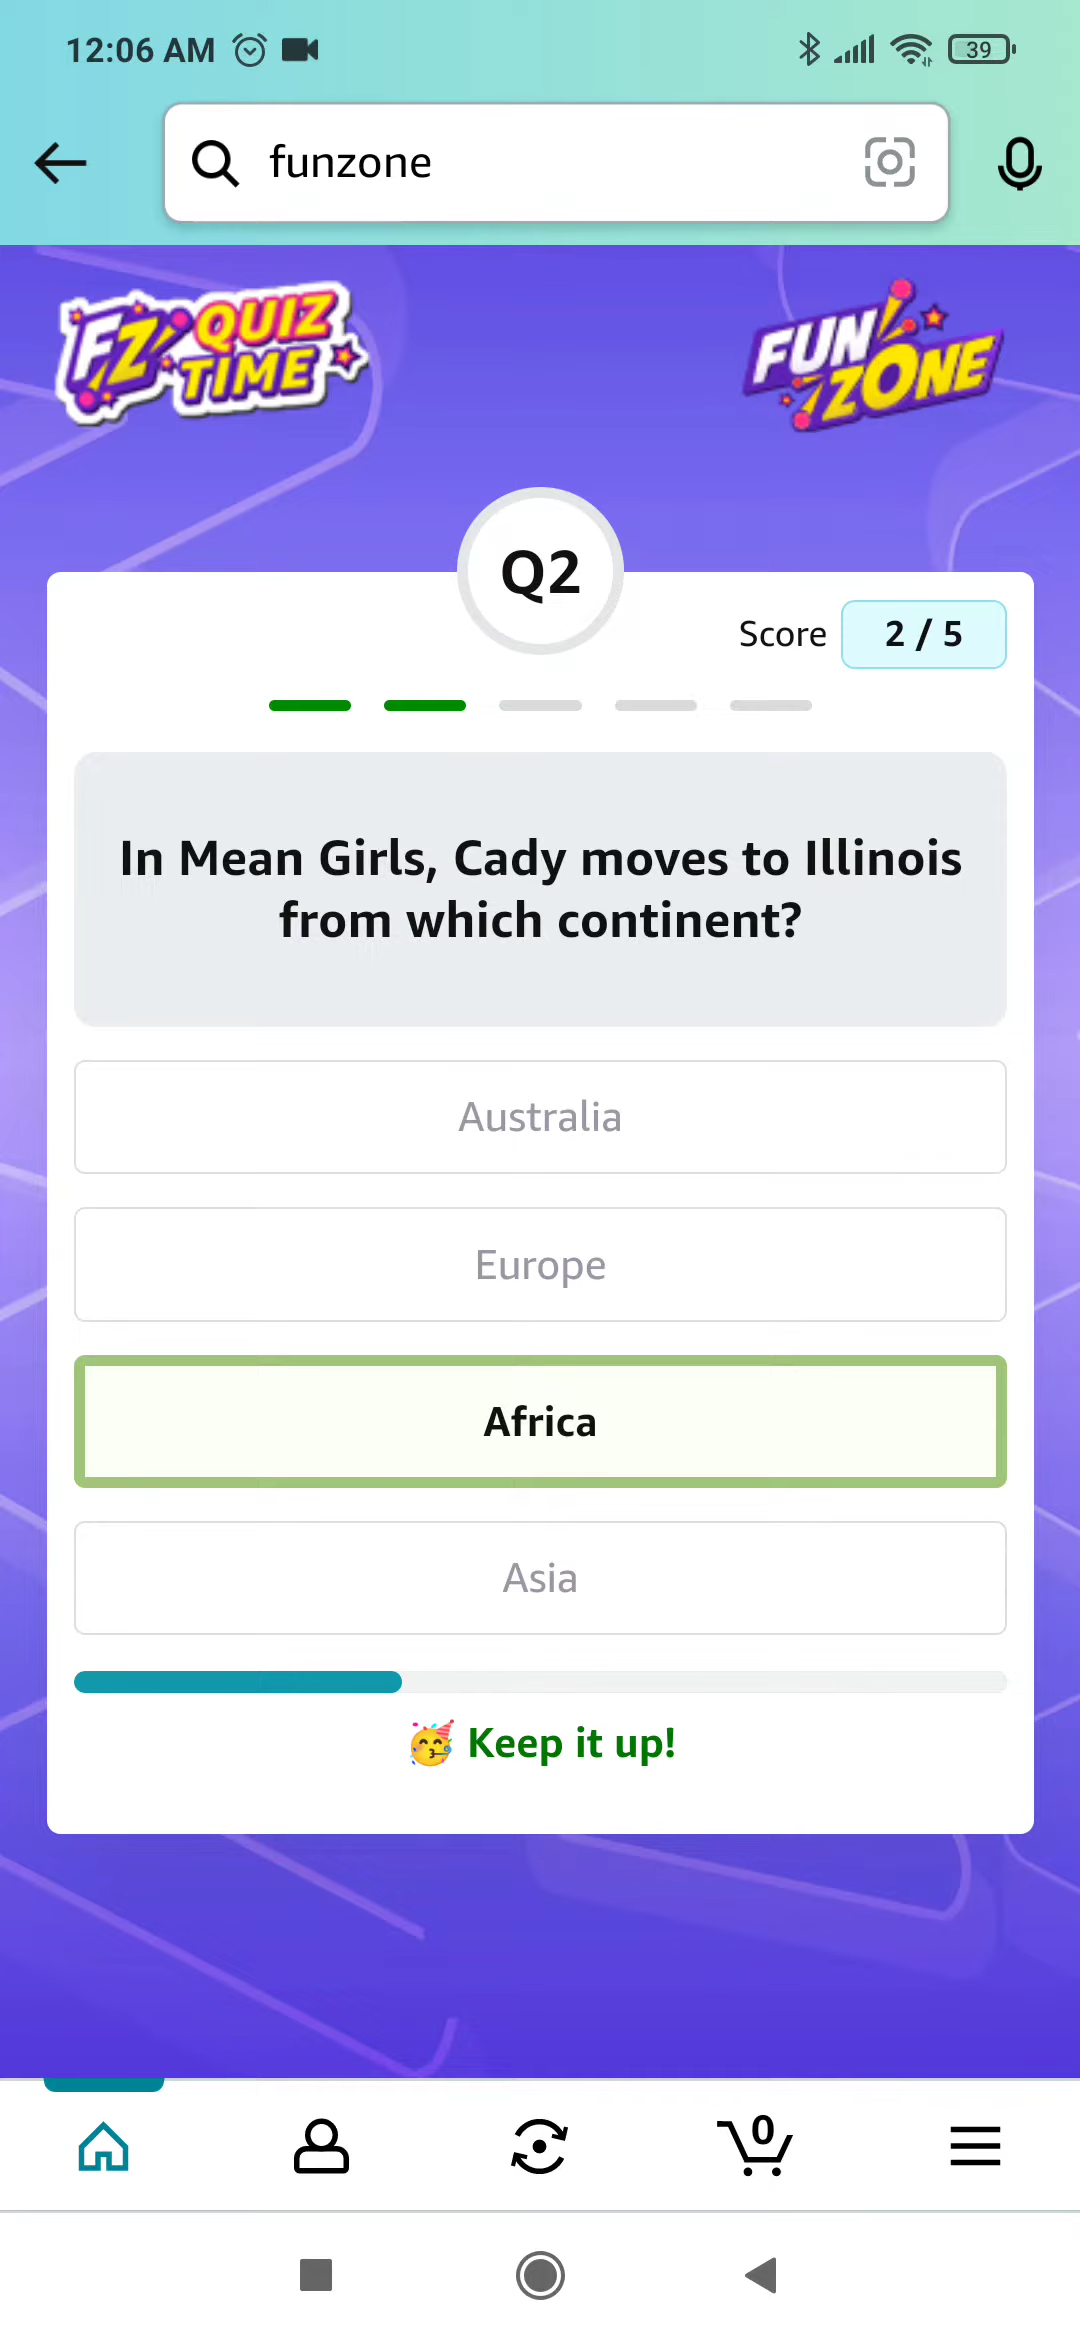 12:06 AM
39
funzone
FZ QUIZ TIME
FUN ZONE
Q2
Score 2 / 5
In Mean Girls, Cady moves to Illinois
from which continent?
Australia
Europe
Africa
Asia
🥳 Keep it up!
0